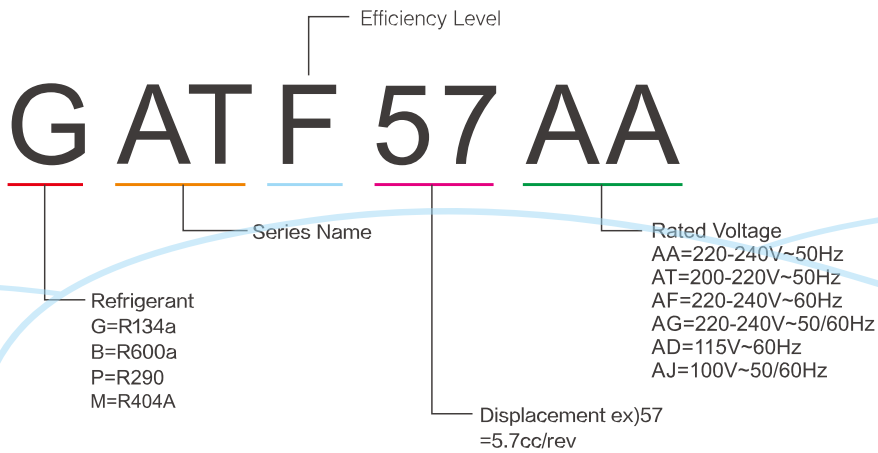 Efficiency Level
G AT F 57 AA
Series Name
Rated Voltage
AA=220-240V~50Hz
AT=200-220V~50Hz
AF=220-240V~60Hz
AG=220-240V~50/60Hz
AD=115V~60Hz
AJ=100V~50/60Hz
Refrigerant
G=R134a
B=R600a
P=R290
M=R404A
Displacement ex)57
=5.7cc/rev